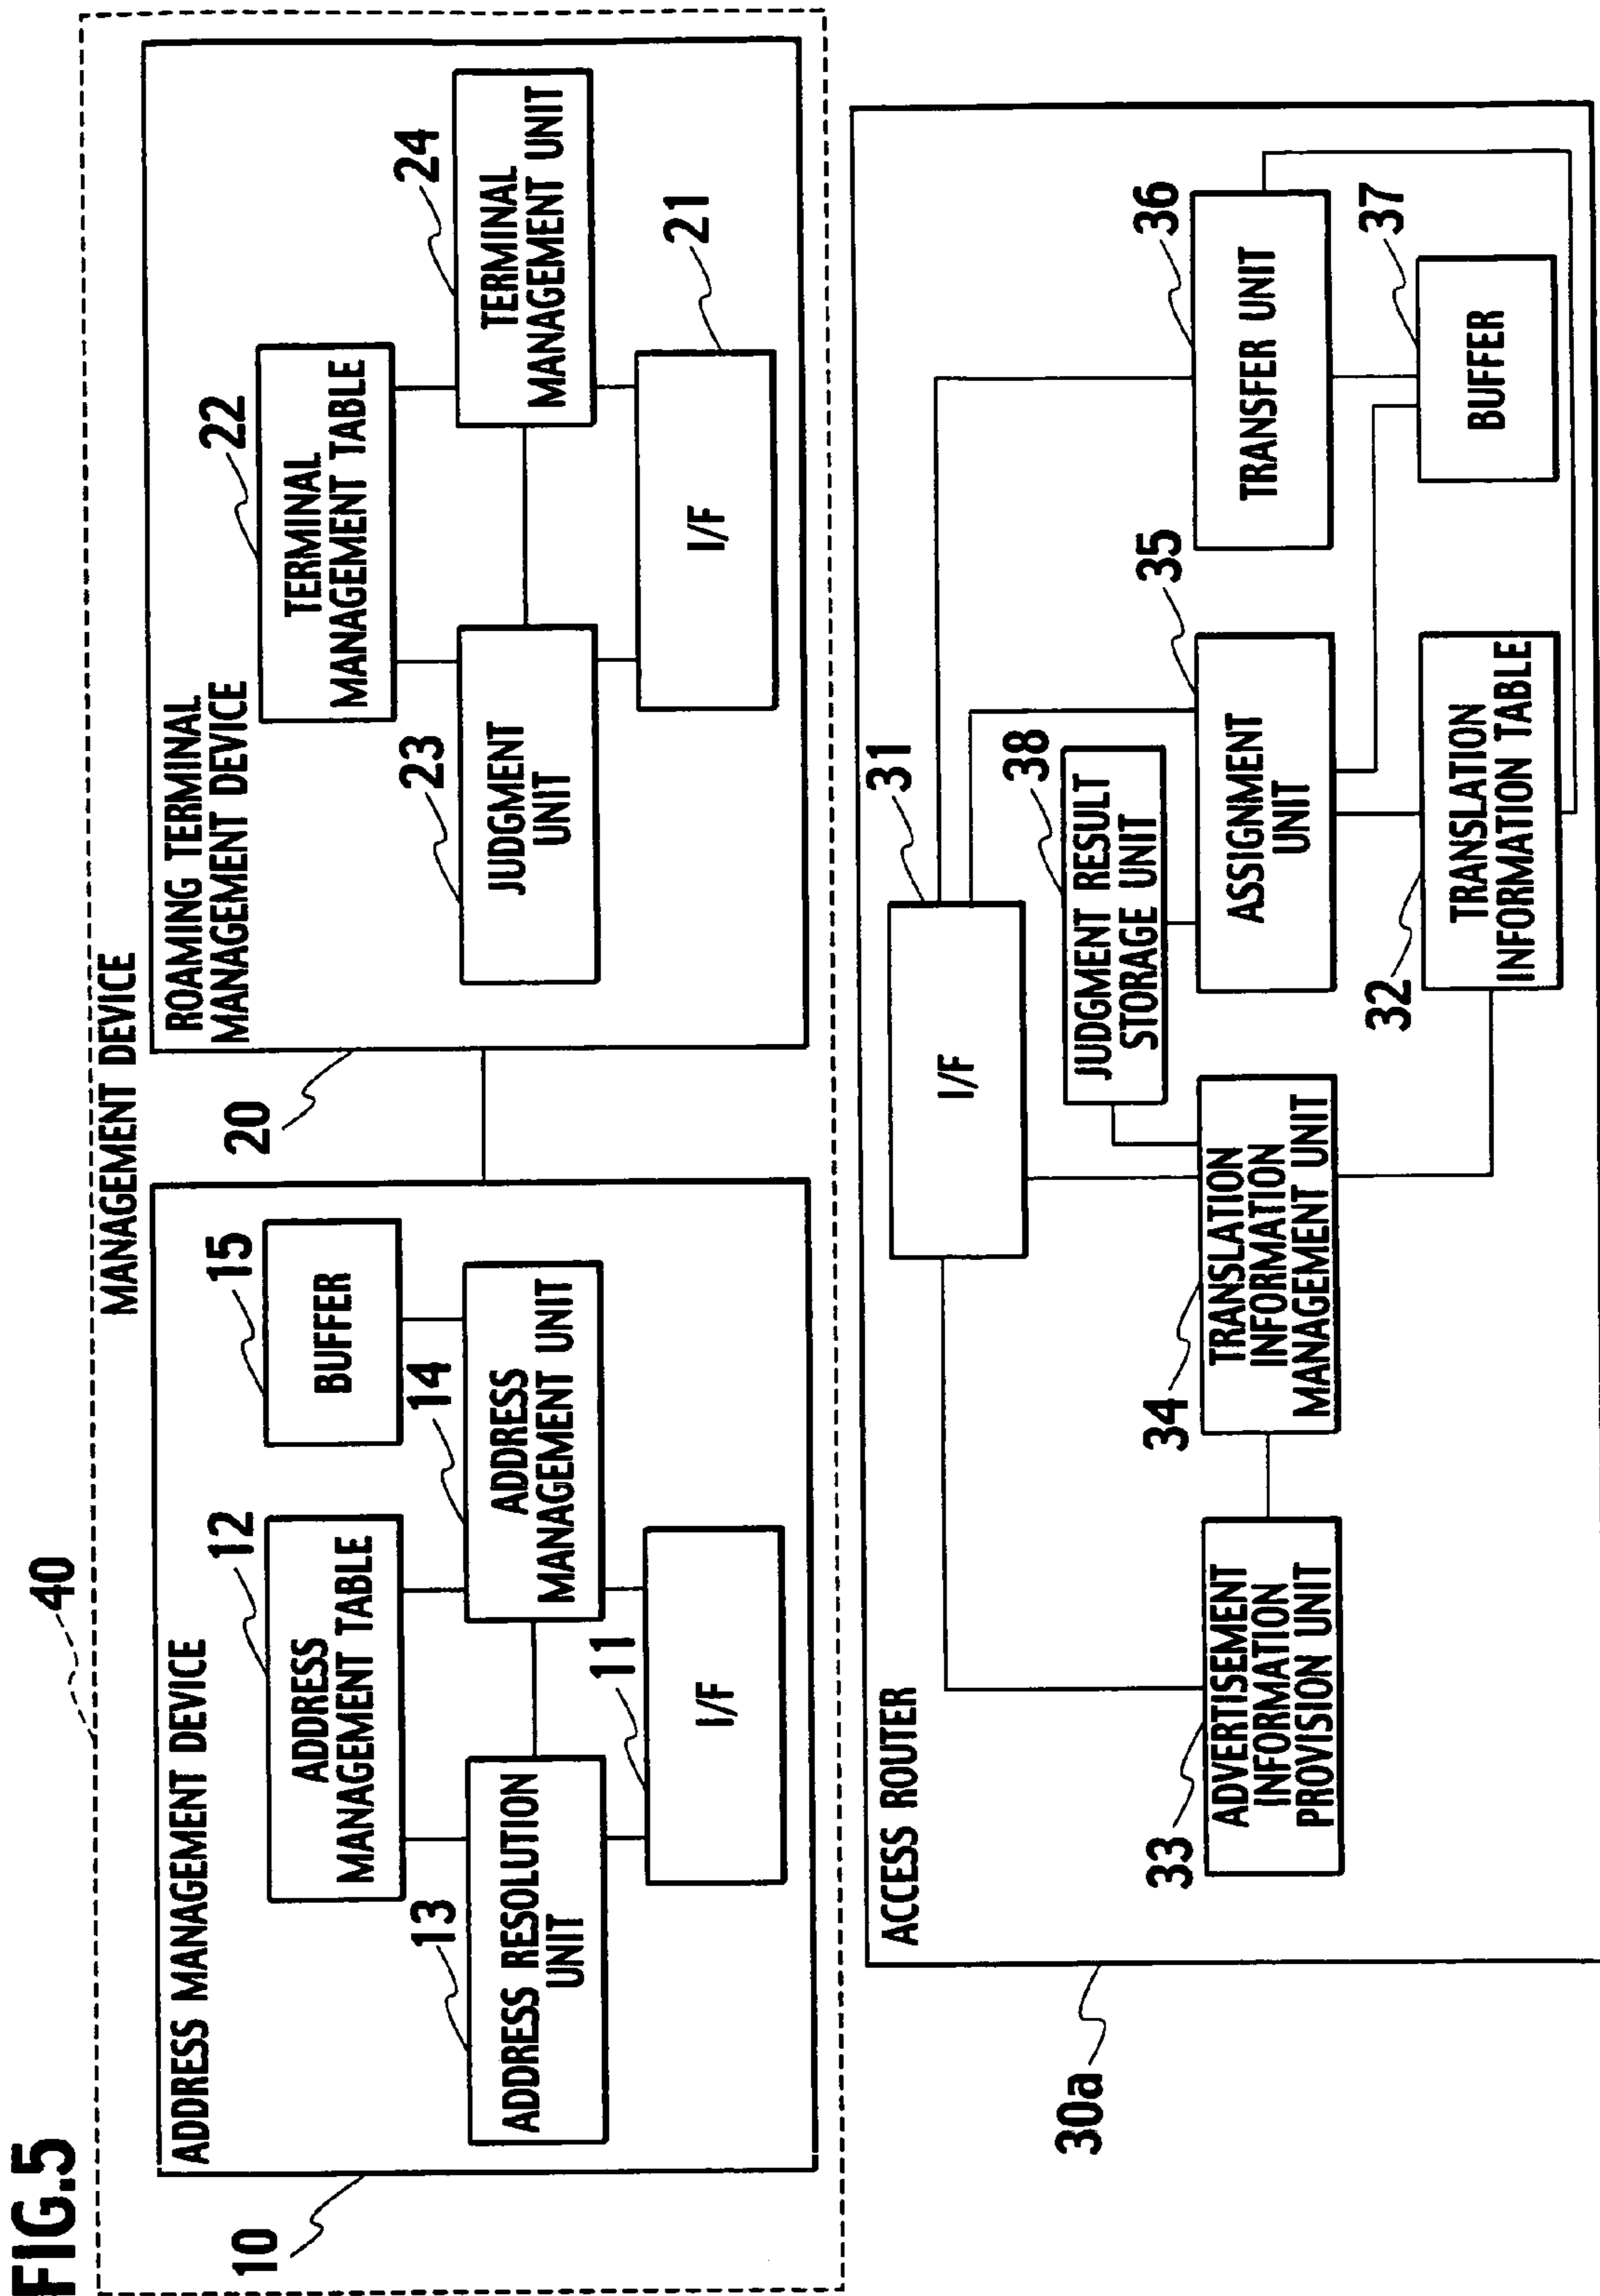 FIG.5
40
MANAGEMENT DEVICE
10
ADDRESS MANAGEMENT DEVICE
12
ADDRESS
MANAGEMENT TABLE
15
BUFFER
13
ADDRESS RESOLUTION
UNIT
14
ADDRESS
MANAGEMENT UNIT
11
I/F
20
ROAMING TERMINAL
MANAGEMENT DEVICE
22
TERMINAL
MANAGEMENT TABLE
23
JUDGMENT
UNIT
24
TERMINAL
MANAGEMENT UNIT
21
I/F
30a
ACCESS ROUTER
31
I/F
38
JUDGMENT RESULT
STORAGE UNIT
33
ADVERTISEMENT
INFORMATION
PROVISION UNIT
34
TRANSLATION
INFORMATION
MANAGEMENT UNIT
35
ASSIGNMENT
UNIT
36
TRANSFER UNIT
32
TRANSLATION
INFORMATION TABLE
37
BUFFER